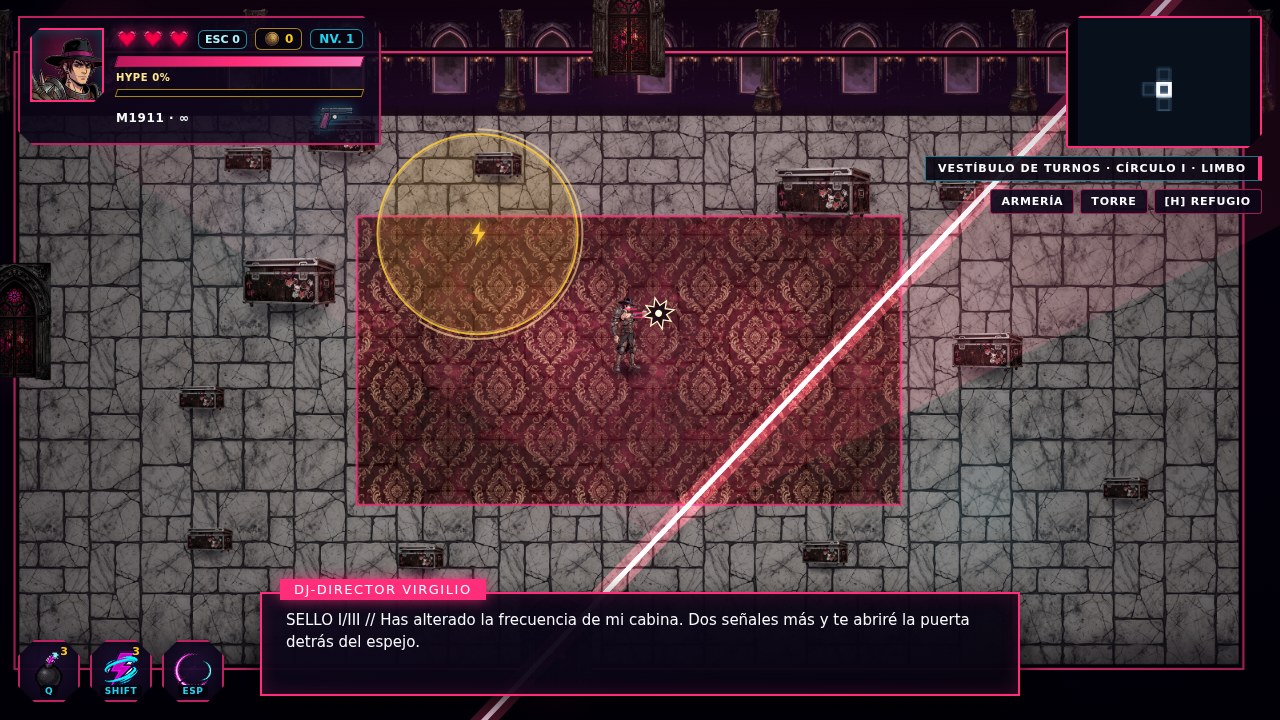 ESC 0
0
NV. 1
HYPE 0%
M1911 · ∞
VESTÍBULO DE TURNOS · CÍRCULO I · LIMBO
ARMERÍA
TORRE
[H] REFUGIO
DJ-DIRECTOR VIRGILIO
SELLO I/III // Has alterado la frecuencia de mi cabina. Dos señales más y te abriré la puerta
detrás del espejo.
3
Q
3
SHIFT
ESP